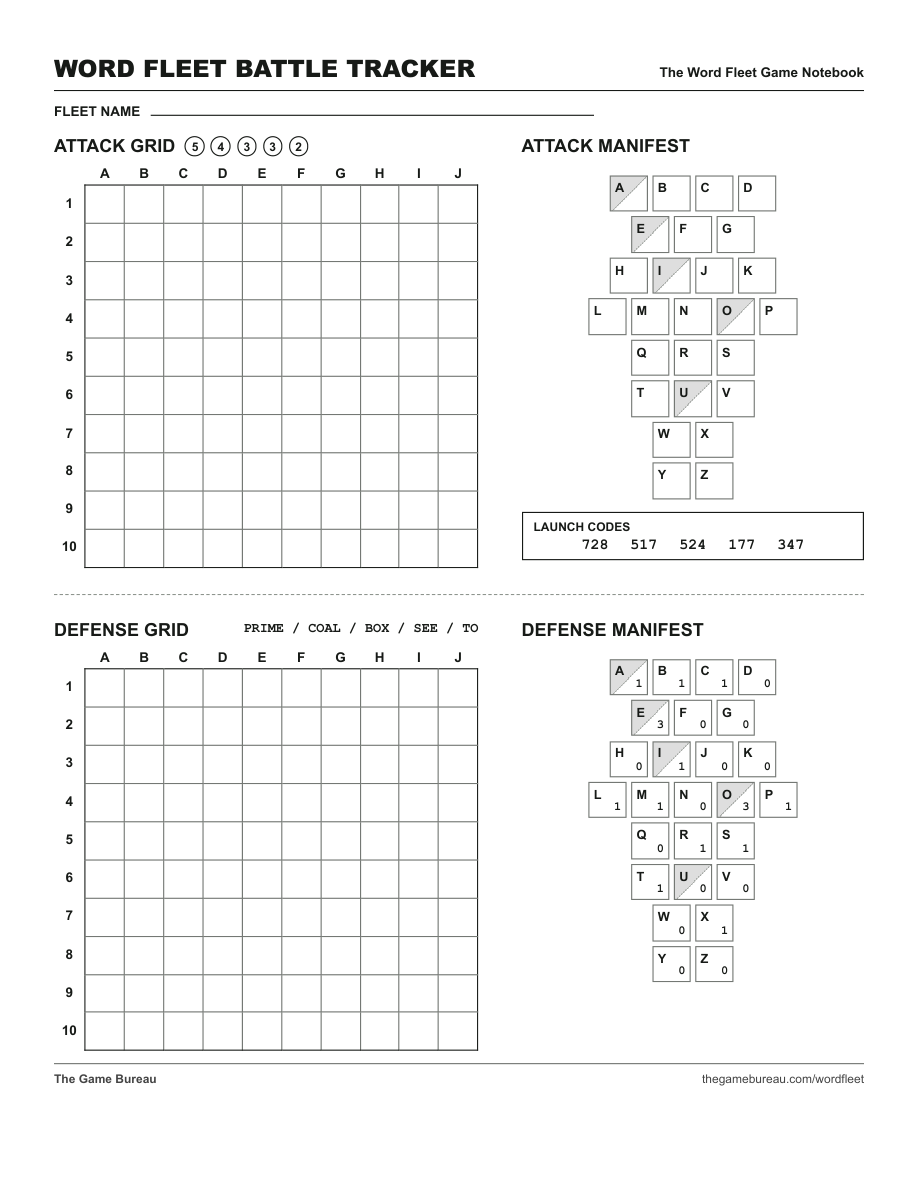 WORD FLEET BATTLE TRACKER
The Word Fleet Game Notebook
FLEET NAME
ATTACK GRID 5 4 3 3 2
A B C D E F G H I J
1
2
3
4
5
6
7
8
9
10
ATTACK MANIFEST
A B C D
E F G
H I J K
L M N O P
Q R S
T U V
W X
Y Z
LAUNCH CODES
728 517 524 177 347
DEFENSE GRID
PRIME / COAL / BOX / SEE / TO
A B C D E F G H I J
1
2
3
4
5
6
7
8
9
10
DEFENSE MANIFEST
A 1 B 1 C 1 D 0
E 3 F 0 G 0
H 0 I 1 J 0 K 0
L 1 M 1 N 0 O 3 P 1
Q 0 R 1 S 1
T 1 U 0 V 0
W 0 X 1
Y 0 Z 0
The Game Bureau
thegamebureau.com/wordfleet